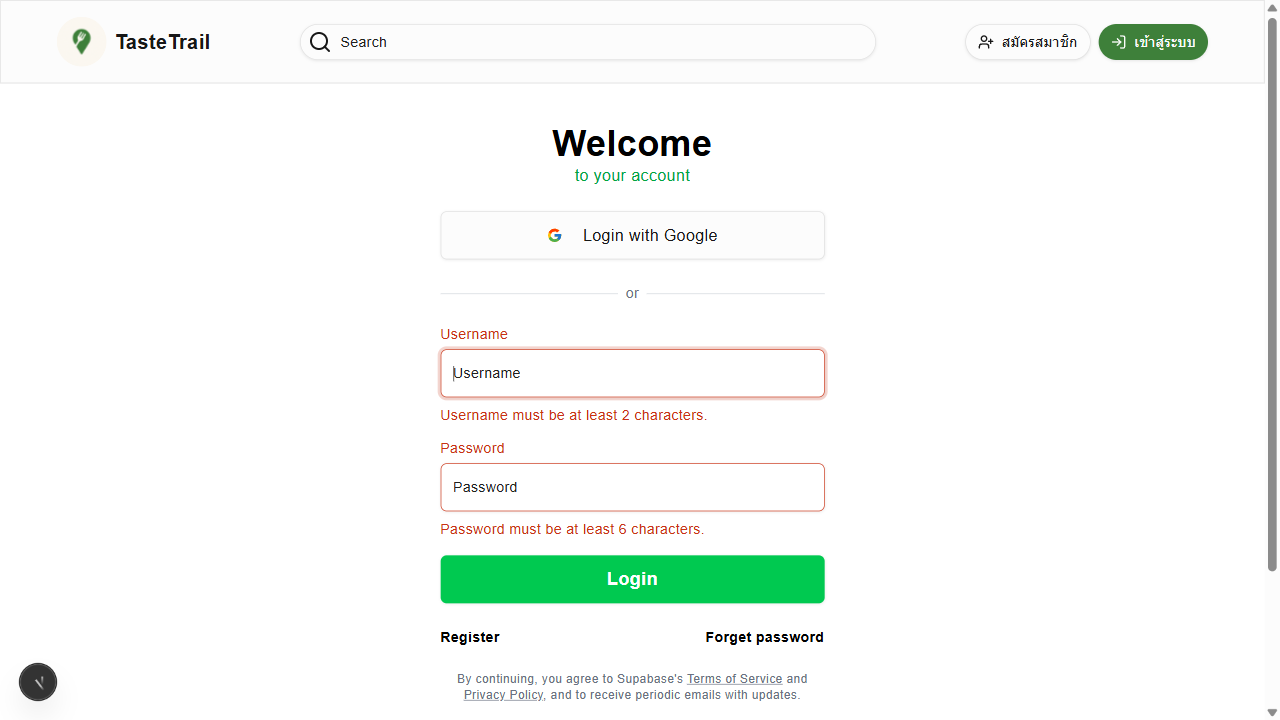 TasteTrail
Search
สมัครสมาชิก
เข้าสู่ระบบ
Welcome
to your account
Login with Google
or
Username
Username
Username must be at least 2 characters.
Password
Password
Password must be at least 6 characters.
Login
Register
Forget password
By continuing, you agree to Supabase's Terms of Service and
Privacy Policy, and to receive periodic emails with updates.